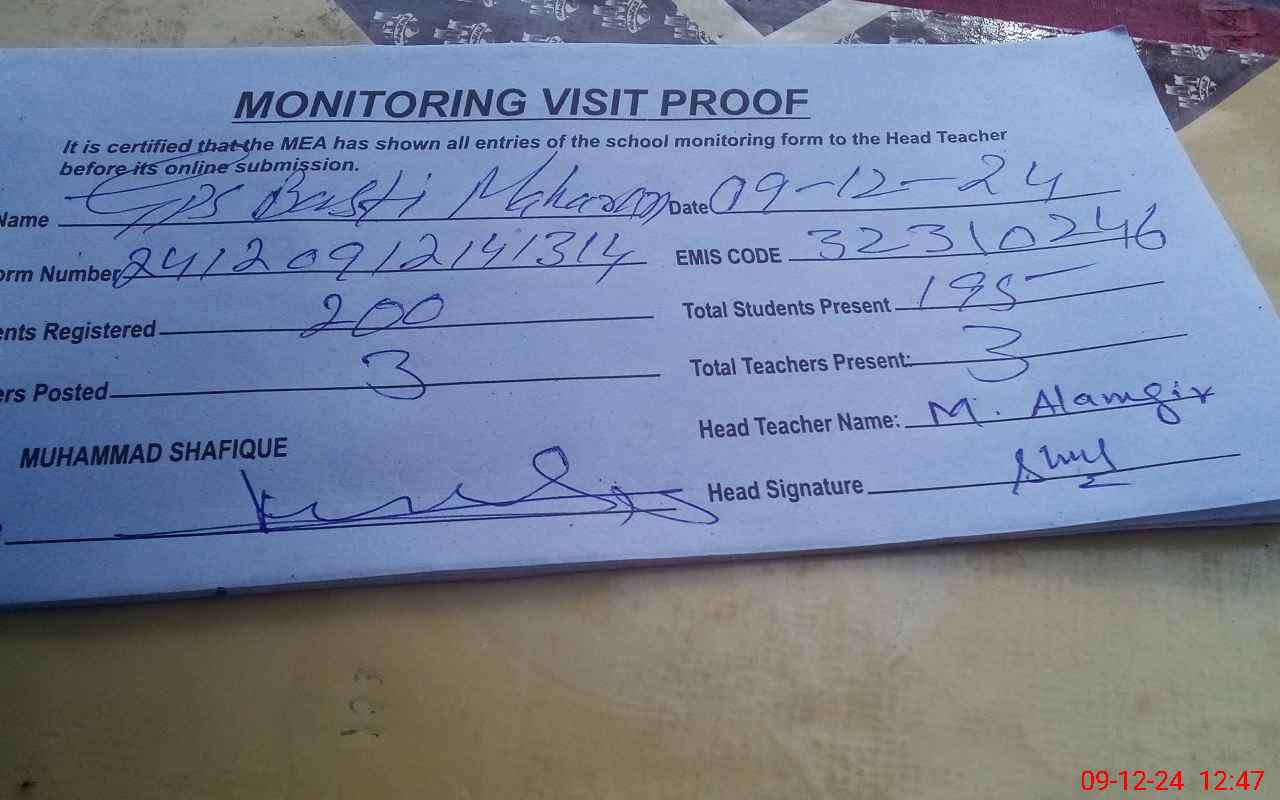 MONITORING VISIT PROOF
It is certified that the MEA has shown all entries of the school monitoring form to the Head Teacher
before its online submission.
Name GPS Basti Maharan Date 09-12-24
orm Number 24120912141314 EMIS CODE 32310246
ents Registered 200 Total Students Present 195
ers Posted 3 Total Teachers Present: 3
Head Teacher Name: M. Alamgir
MUHAMMAD SHAFIQUE
Head Signature
09-12-24 12:47